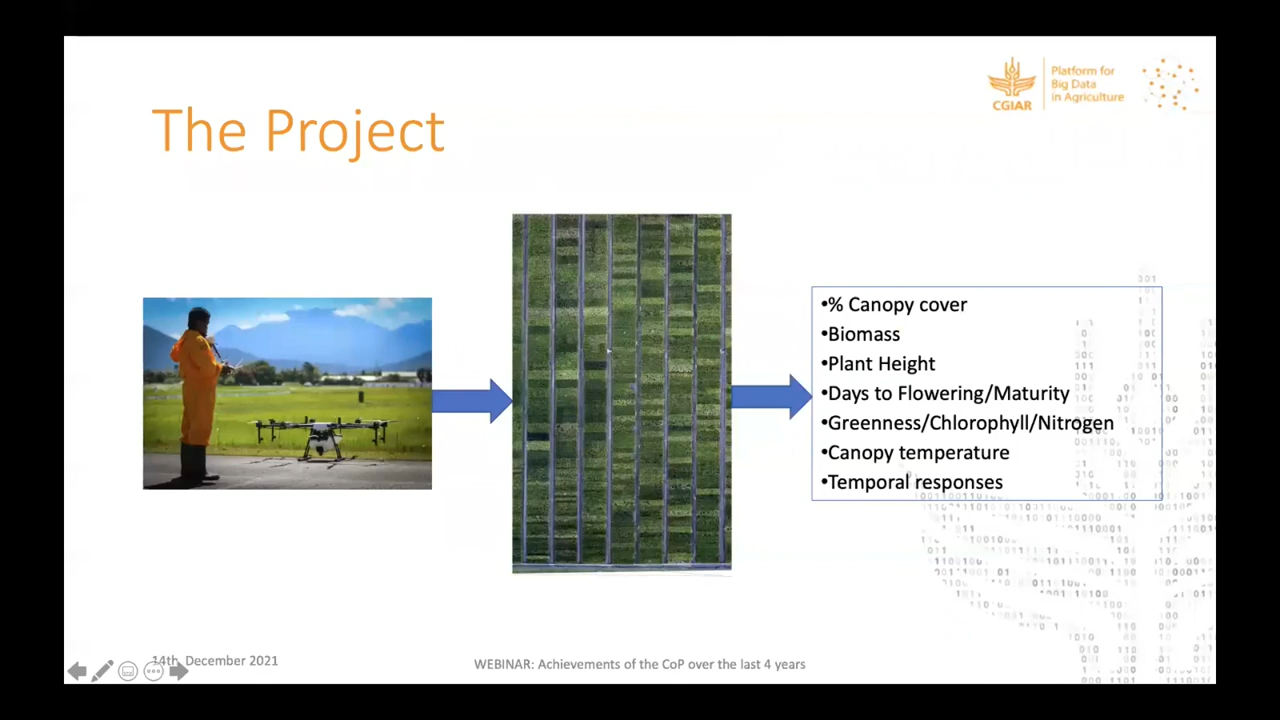 CGIAR
Platform for
Big Data
in Agriculture
The Project
•% Canopy cover
•Biomass
•Plant Height
•Days to Flowering/Maturity
•Greenness/Chlorophyll/Nitrogen
•Canopy temperature
•Temporal responses
14th, December 2021
WEBINAR: Achievements of the CoP over the last 4 years